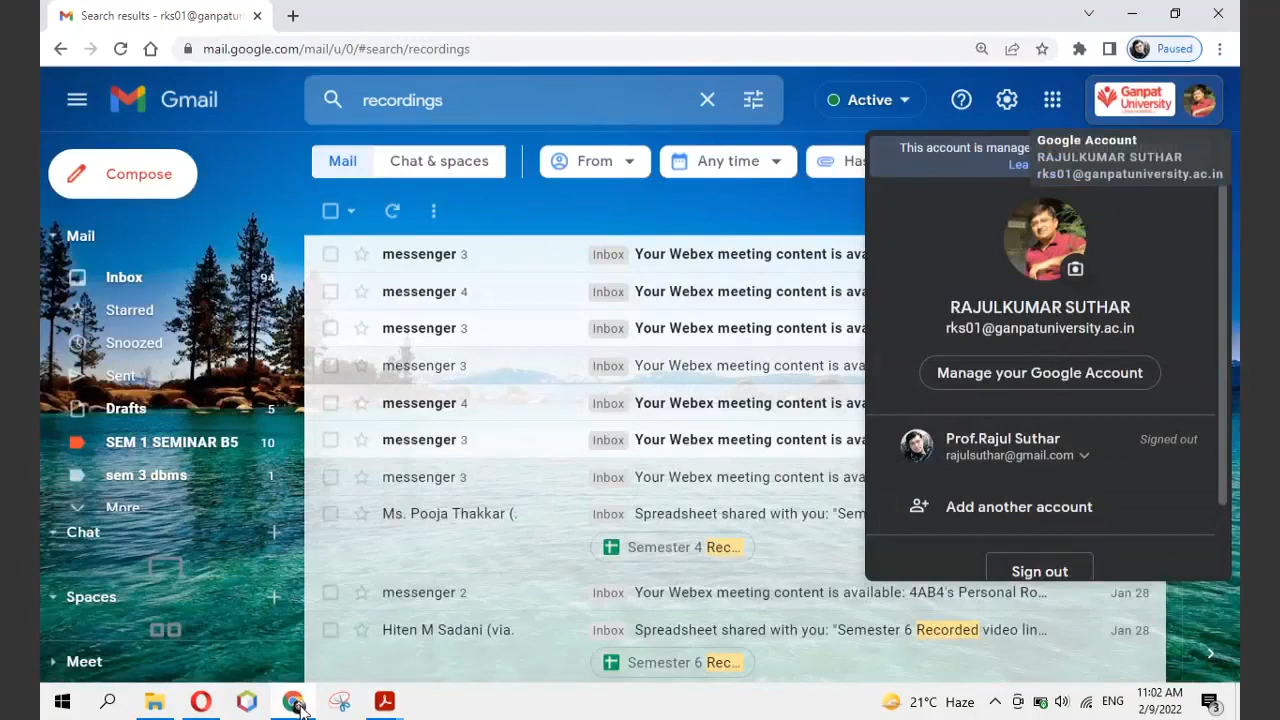 Search results - rks01@ganpatun
mail.google.com/mail/u/0/#search/recordings
Paused
Gmail
recordings
Active
Ganpat
University
Google Account
RAJULKUMAR SUTHAR
rks01@ganpatuniversity.ac.in
This account is manage
Lea
Compose
Mail
Chat & spaces
From
Any time
Has
Mail
Inbox 94
Starred
Snoozed
Sent
Drafts 5
SEM 1 SEMINAR B5 10
sem 3 dbms 1
More
Chat
Spaces
Meet
messenger 3 Inbox Your Webex meeting content is ava
messenger 4 Inbox Your Webex meeting content is ava
messenger 3 Inbox Your Webex meeting content is ava
messenger 3 Inbox Your Webex meeting content is ava
messenger 4 Inbox Your Webex meeting content is ava
messenger 3 Inbox Your Webex meeting content is ava
messenger 3 Inbox Your Webex meeting content is ava
Ms. Pooja Thakkar (. Inbox Spreadsheet shared with you: "Sem
Semester 4 Rec...
messenger 2 Inbox Your Webex meeting content is available: 4AB4's Personal Ro... Jan 28
Hiten M Sadani (via. Inbox Spreadsheet shared with you: "Semester 6 Recorded video lin... Jan 28
Semester 6 Rec...
RAJULKUMAR SUTHAR
rks01@ganpatuniversity.ac.in
Manage your Google Account
Prof.Rajul Suthar Signed out
rajulsuthar@gmail.com
Add another account
Sign out
21°C Haze
ENG
11:02 AM
2/9/2022
3